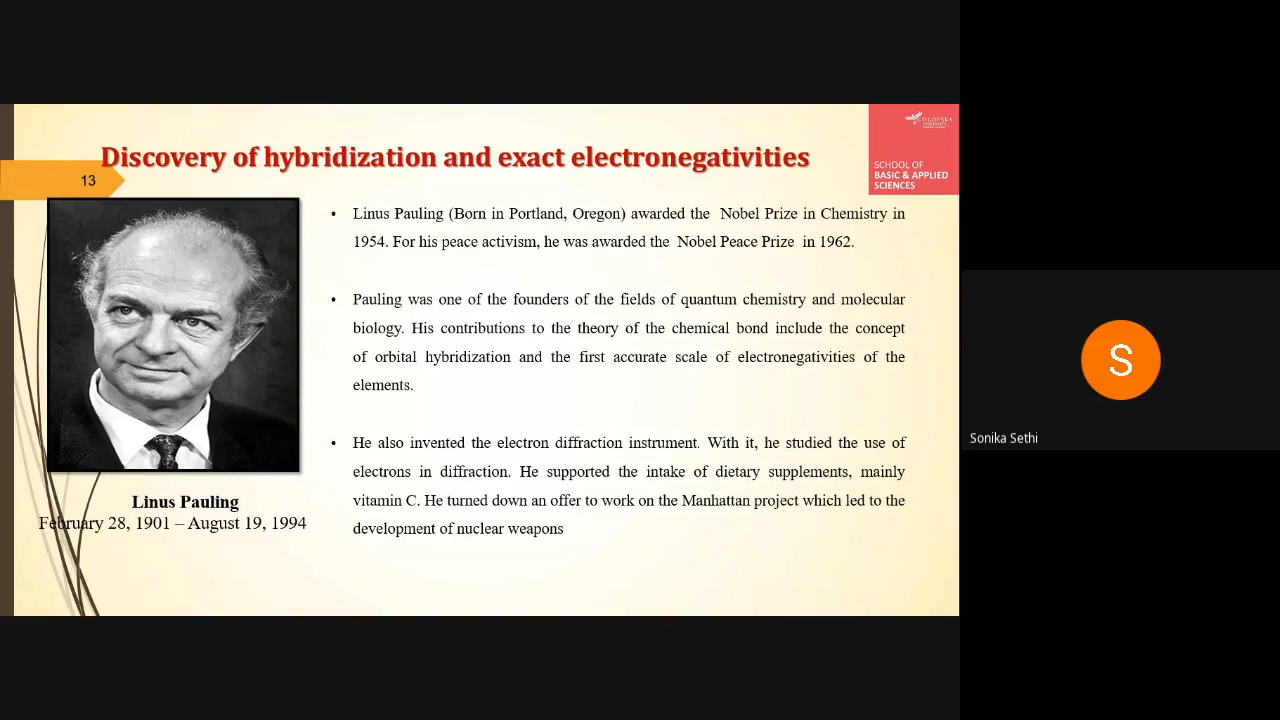 Discovery of hybridization and exact electronegativities
13
SCHOOL OF
BASIC & APPLIED
SCIENCES
• Linus Pauling (Born in Portland, Oregon) awarded the Nobel Prize in Chemistry in
1954. For his peace activism, he was awarded the Nobel Peace Prize in 1962.
• Pauling was one of the founders of the fields of quantum chemistry and molecular
biology. His contributions to the theory of the chemical bond include the concept
of orbital hybridization and the first accurate scale of electronegativities of the
elements.
• He also invented the electron diffraction instrument. With it, he studied the use of
electrons in diffraction. He supported the intake of dietary supplements, mainly
vitamin C. He turned down an offer to work on the Manhattan project which led to the
development of nuclear weapons
Linus Pauling
February 28, 1901 – August 19, 1994
S
Sonika Sethi